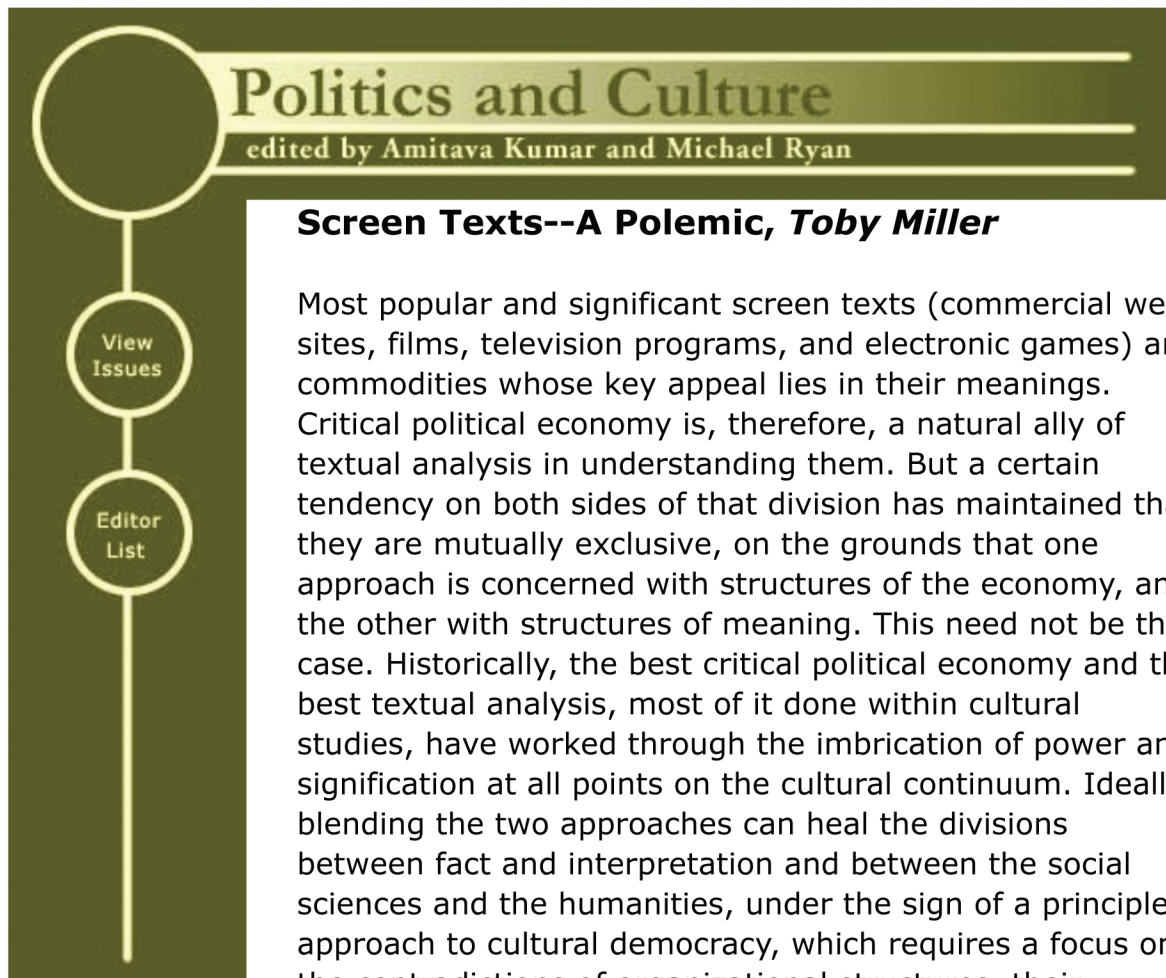 Politics and Culture
edited by Amitava Kumar and Michael Ryan
View
Issues
Editor
List
Screen Texts--A Polemic, Toby Miller
Most popular and significant screen texts (commercial we
sites, films, television programs, and electronic games) ar
commodities whose key appeal lies in their meanings.
Critical political economy is, therefore, a natural ally of
textual analysis in understanding them. But a certain
tendency on both sides of that division has maintained tha
they are mutually exclusive, on the grounds that one
approach is concerned with structures of the economy, an
the other with structures of meaning. This need not be th
case. Historically, the best critical political economy and th
best textual analysis, most of it done within cultural
studies, have worked through the imbrication of power an
signification at all points on the cultural continuum. Ideall
blending the two approaches can heal the divisions
between fact and interpretation and between the social
sciences and the humanities, under the sign of a principle
approach to cultural democracy, which requires a focus on
the contradictions of organizational structures, their